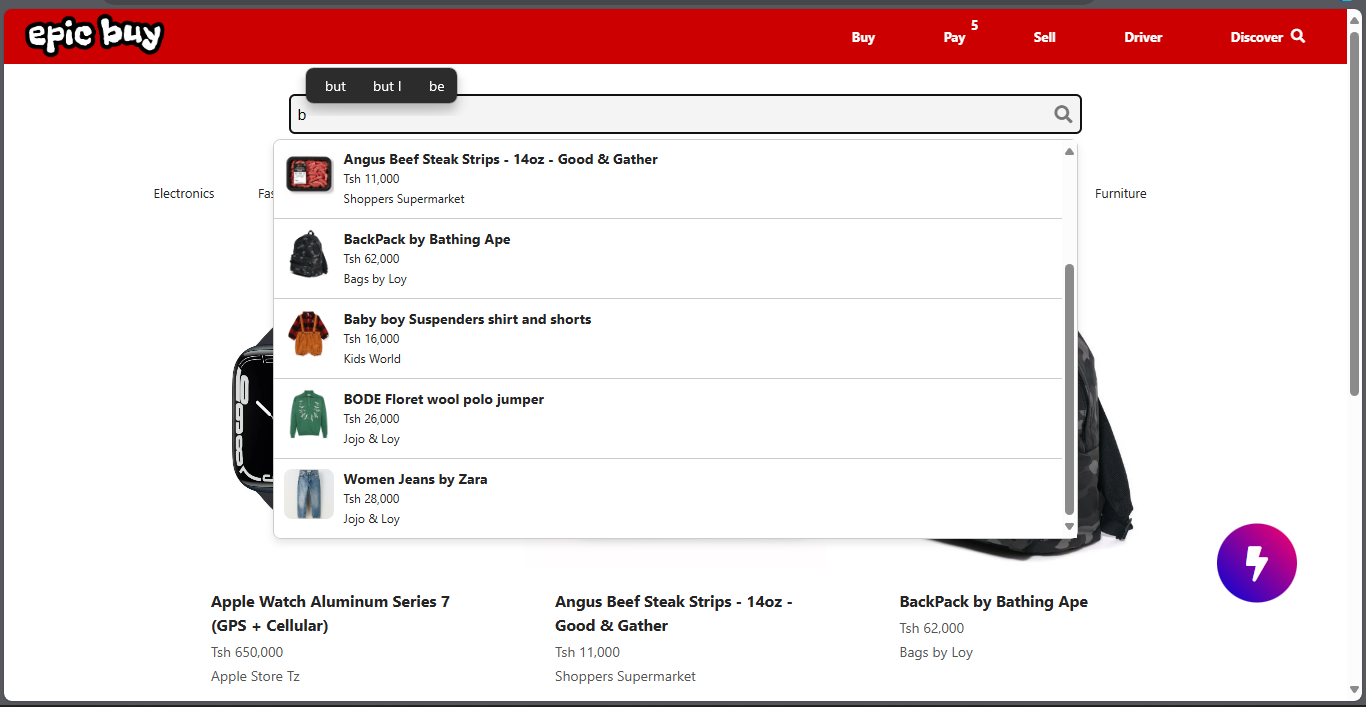 epic buy
Buy
Pay 5
Sell
Driver
Discover
but but I be
b
Angus Beef Steak Strips - 14oz - Good & Gather
Tsh 11,000
Shoppers Supermarket
Electronics
Fas
Furniture
BackPack by Bathing Ape
Tsh 62,000
Bags by Loy
Baby boy Suspenders shirt and shorts
Tsh 16,000
Kids World
BODE Floret wool polo jumper
Tsh 26,000
Jojo & Loy
Women Jeans by Zara
Tsh 28,000
Jojo & Loy
Apple Watch Aluminum Series 7
(GPS + Cellular)
Tsh 650,000
Apple Store Tz
Angus Beef Steak Strips - 14oz -
Good & Gather
Tsh 11,000
Shoppers Supermarket
BackPack by Bathing Ape
Tsh 62,000
Bags by Loy